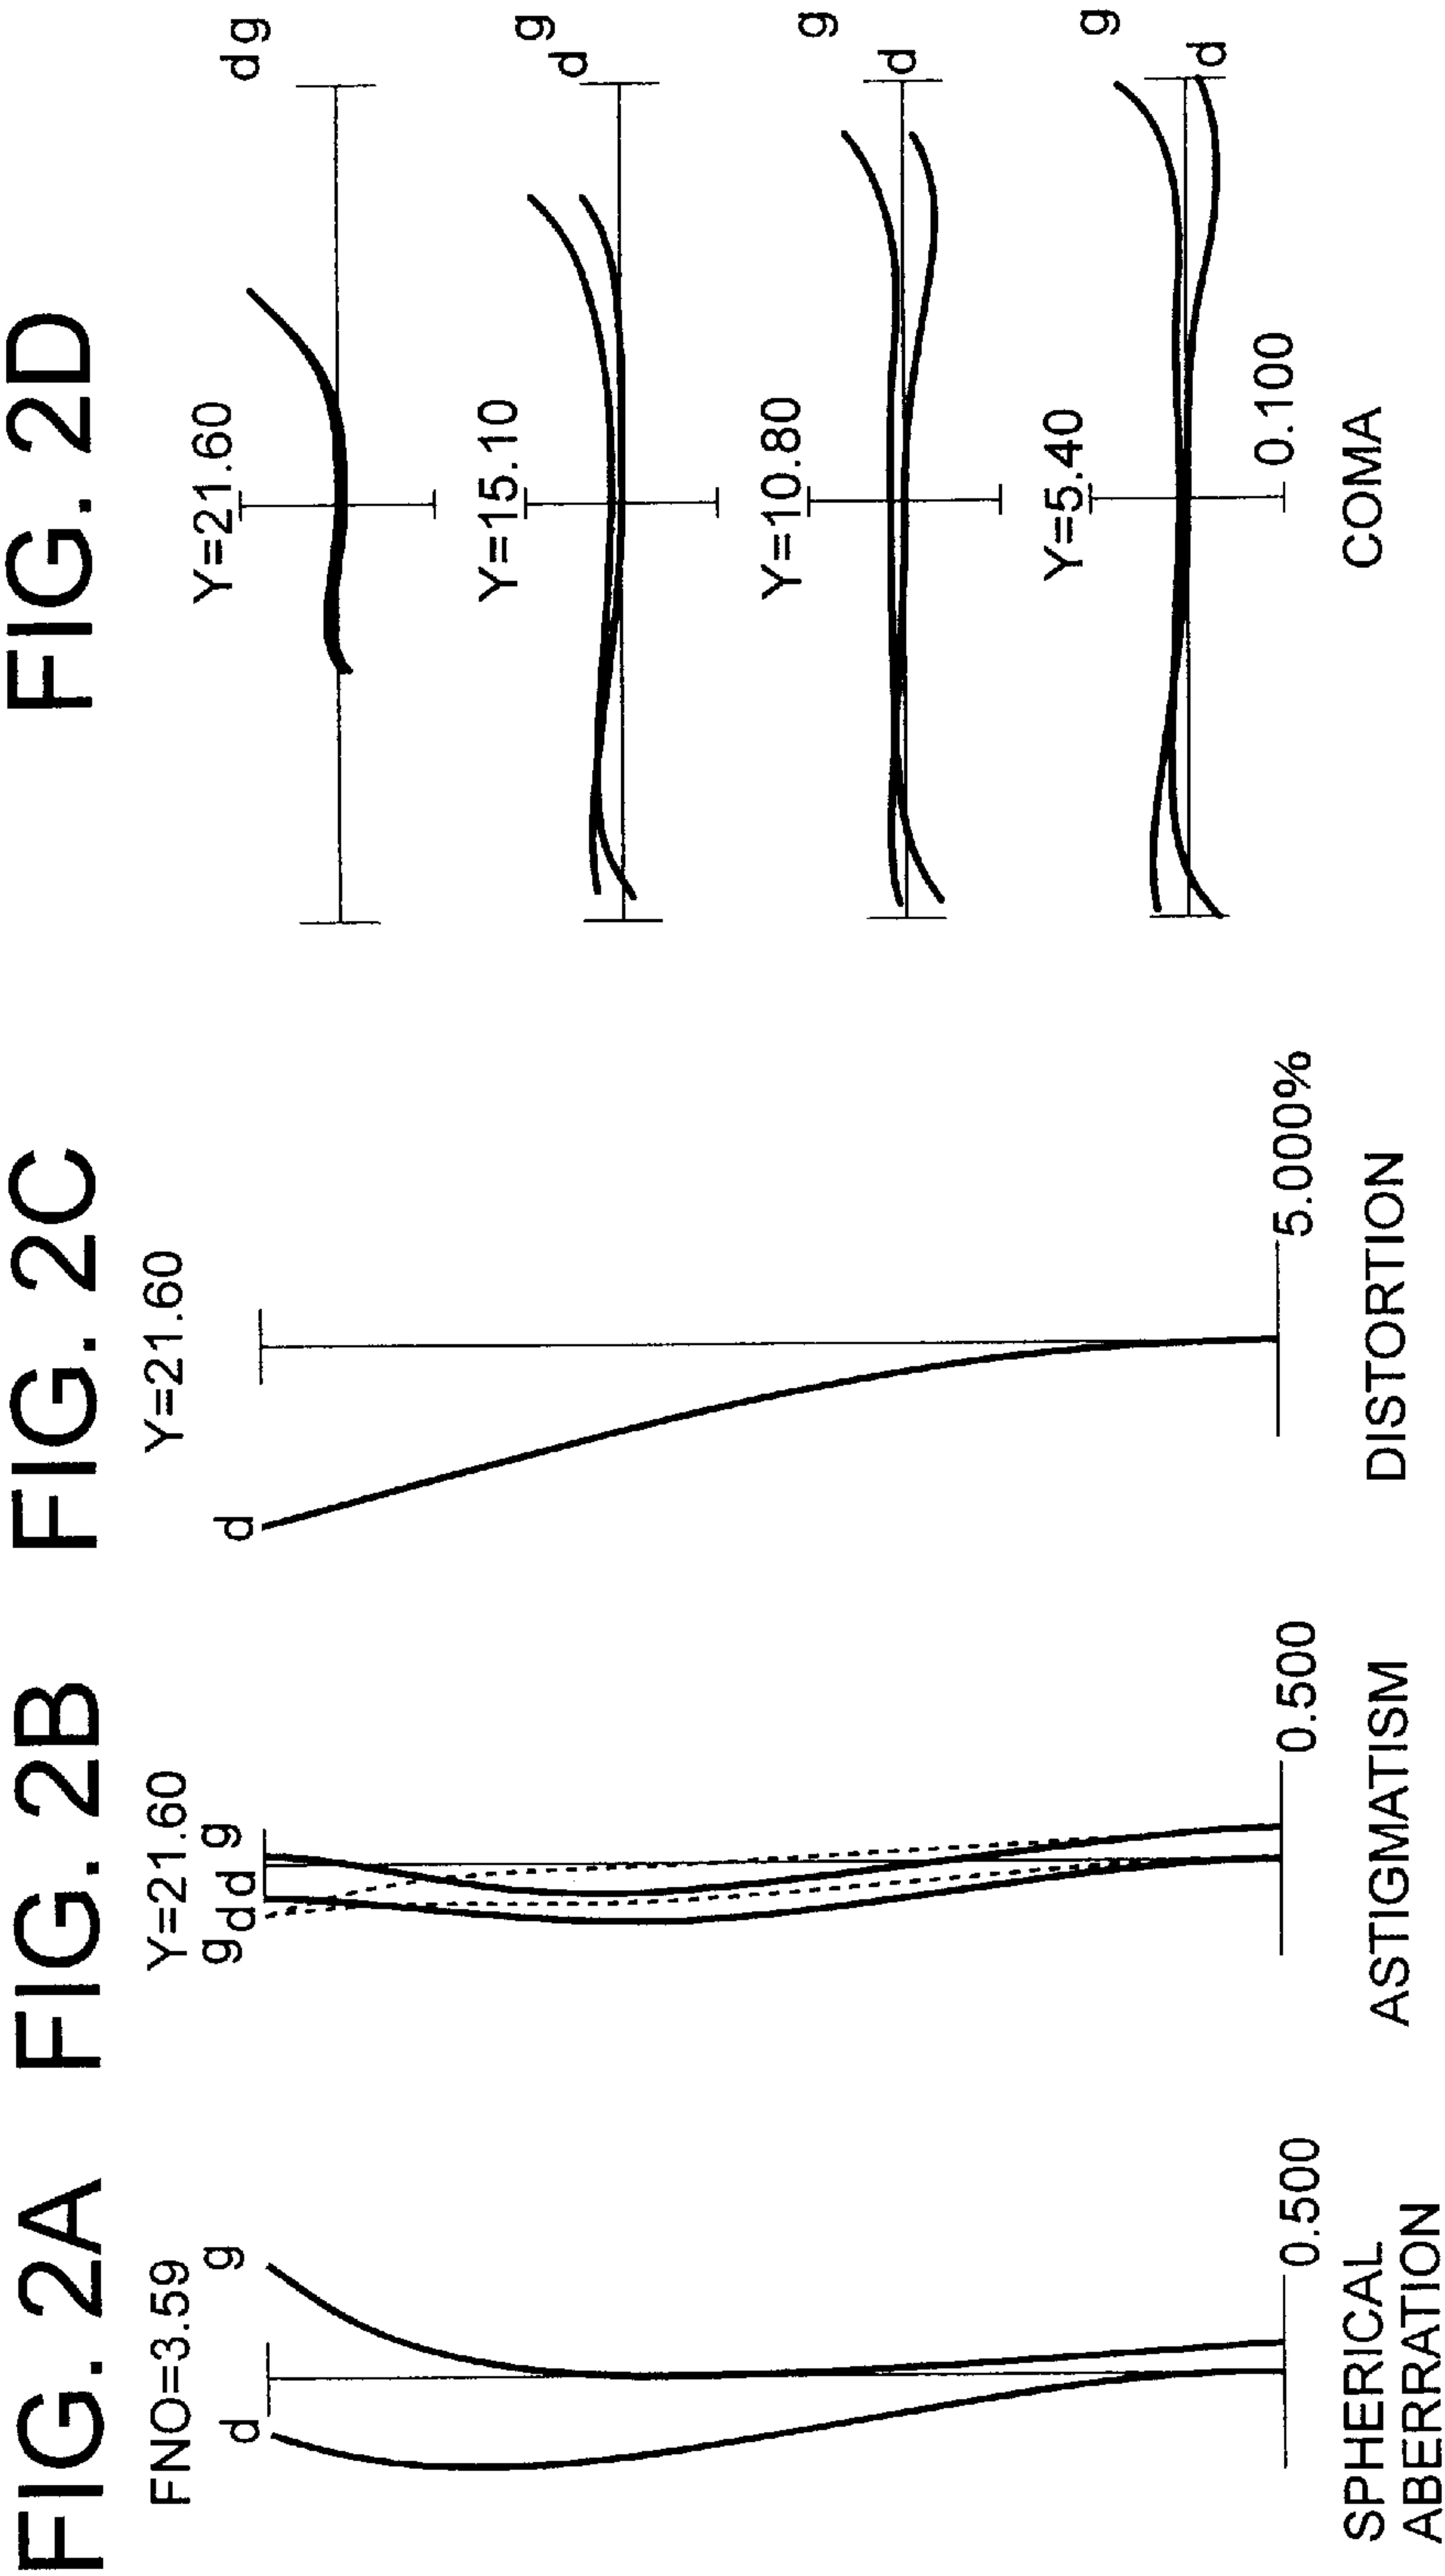 FIG. 2A
FNO=3.59
d
g
0.500
SPHERICAL
ABERRATION
FIG. 2B
Y=21.60
g d d g
0.500
ASTIGMATISM
FIG. 2C
Y=21.60
d
5.000%
DISTORTION
FIG. 2D
Y=21.60
d g
Y=15.10
g
d
Y=10.80
g
d
Y=5.40
g
d
0.100
COMA